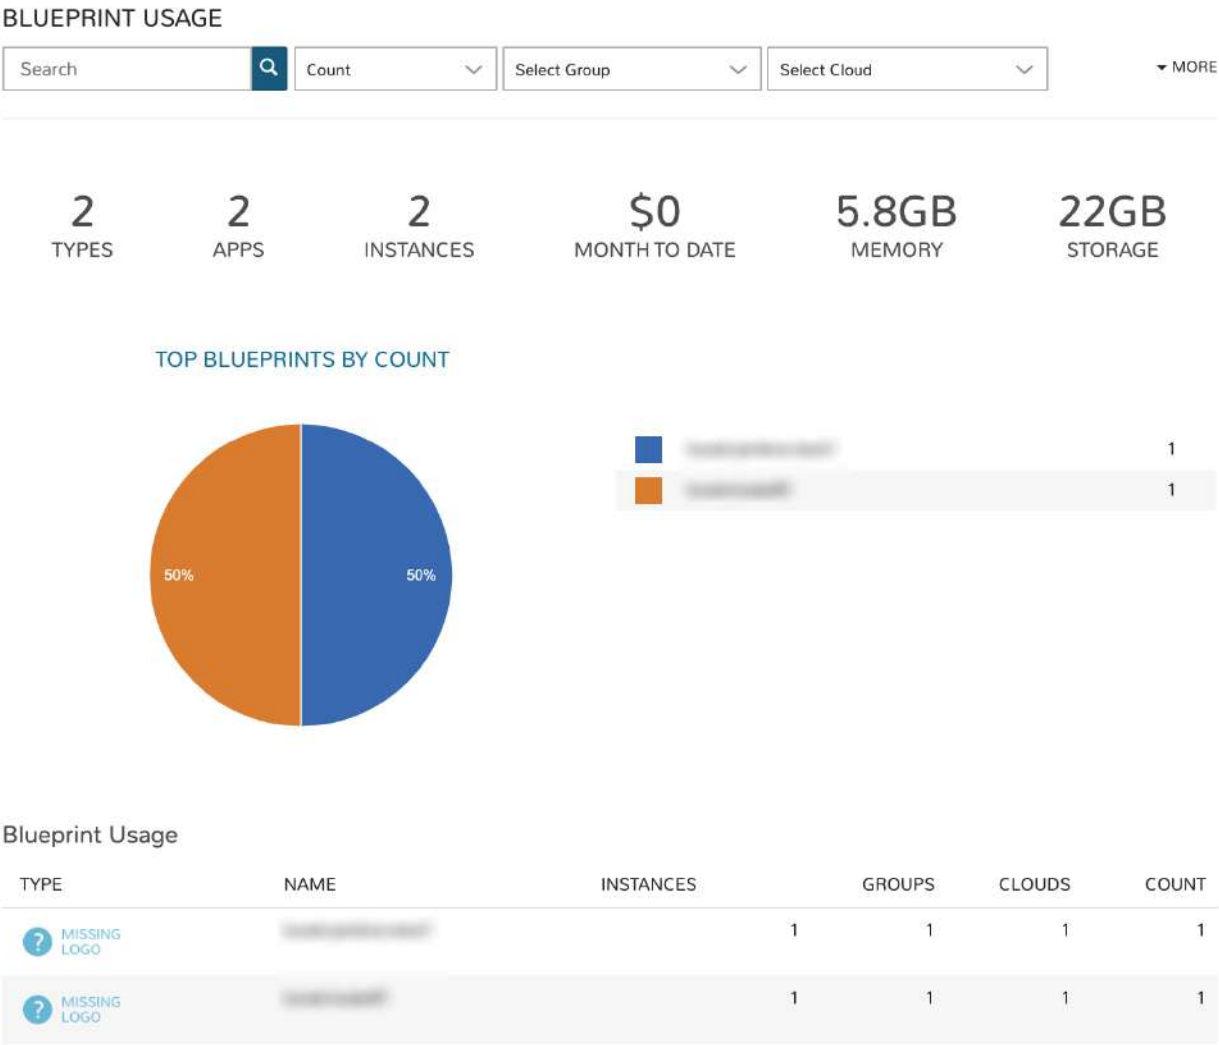 BLUEPRINT USAGE
Search Count Select Group Select Cloud MORE
2 2 2 $0 5.8GB 22GB
TYPES APPS INSTANCES MONTH TO DATE MEMORY STORAGE
TOP BLUEPRINTS BY COUNT
1
1
50% 50%
Blueprint Usage
TYPE NAME INSTANCES GROUPS CLOUDS COUNT
MISSING LOGO 1 1 1 1
MISSING LOGO 1 1 1 1